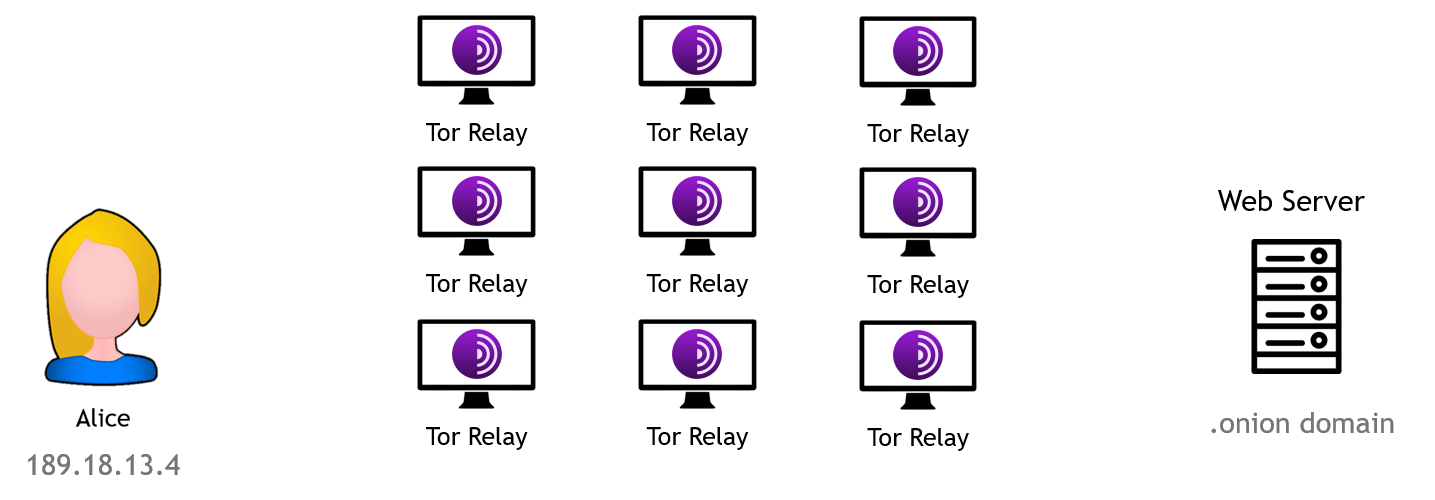 Tor Relay
Tor Relay
Tor Relay
Tor Relay
Tor Relay
Tor Relay
Web Server
Tor Relay
Tor Relay
Tor Relay
Alice
189.18.13.4
.onion domain